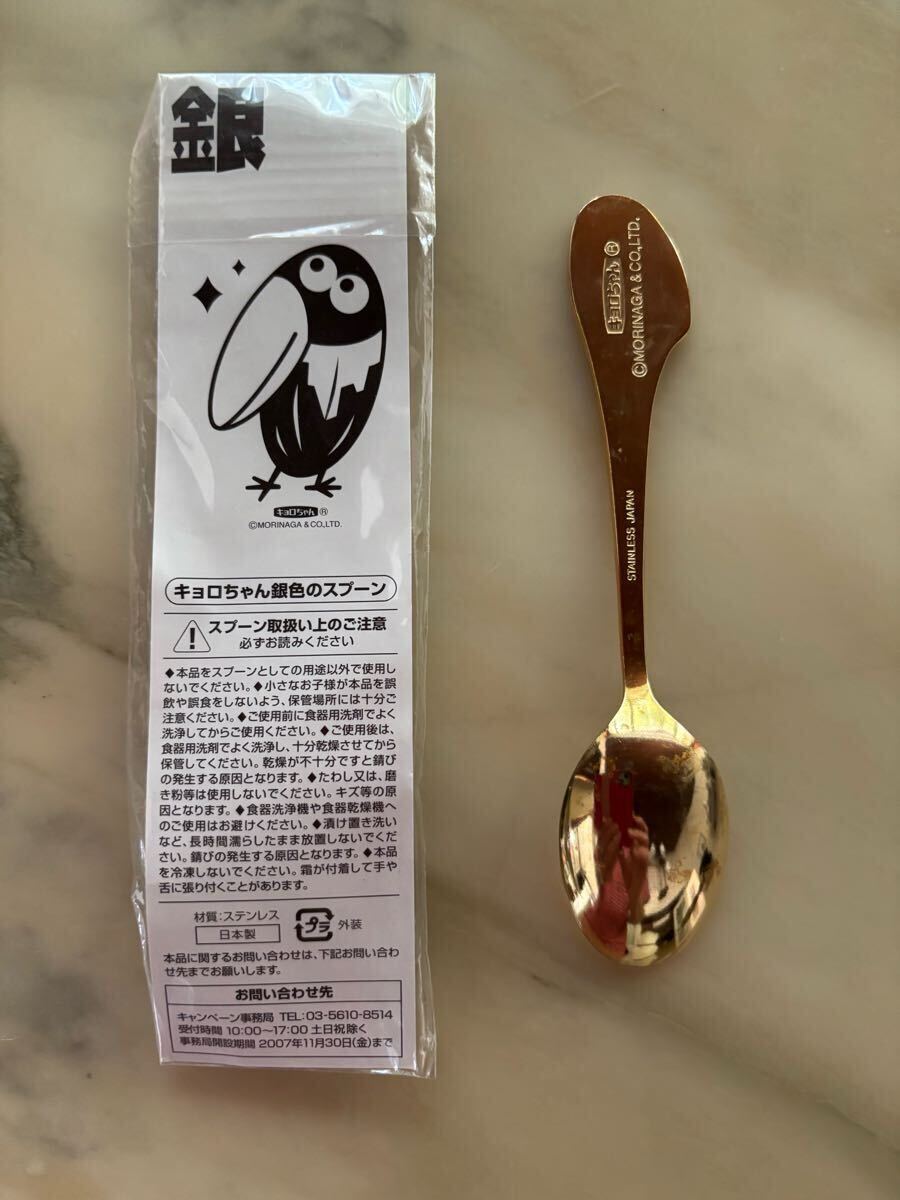 銀
キョロちゃん®
©MORINAGA & CO.,LTD.
キョロちゃん銀色のスプーン
スプーン取扱い上のご注意
必ずお読みください
◆本品をスプーンとしての用途以外で使用し
ないでください。◆小さなお子様が本品を誤
飲や誤食をしないよう、保管場所には十分ご
注意ください。◆ご使用前に食器用洗剤でよく
洗浄してからご使用ください。◆ご使用後は、
食器用洗剤でよく洗浄し、十分乾燥させてから
保管してください。乾燥が不十分ですと錆び
の発生する原因となります。◆たわし又は、磨
き粉等は使用しないでください。キズ等の原
因となります。◆食器洗浄機や食器乾燥機へ
のご使用はお避けください。◆漬け置き洗い
など、長時間濡らしたまま放置しないでくだ
さい。錆びの発生する原因となります。◆本品
を冷凍しないでください。霜が付着して手や
舌に張り付くことがあります。
材質:ステンレス
日本製
プラ 外装
本品に関するお問い合わせは、下記お問い合わ
せ先までお願いします。
お問い合わせ先
キャンペーン事務局 TEL:03-5610-8514
受付時間 10:00〜17:00 土日祝除く
事務局開設期間 2007年11月30日(金)まで
キョロちゃん®
©MORINAGA & CO.,LTD.
STAINLESS JAPAN